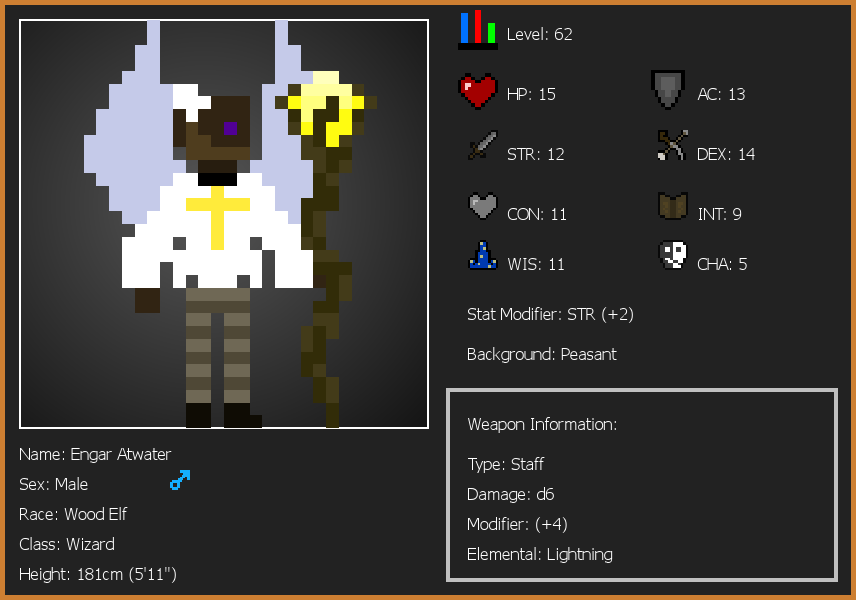 Level: 62
HP: 15
AC: 13
STR: 12
DEX: 14
CON: 11
INT: 9
WIS: 11
CHA: 5
Stat Modifier: STR (+2)
Background: Peasant
Weapon Information:
Type: Staff
Damage: d6
Modifier: (+4)
Elemental: Lightning
Name: Engar Atwater
Sex: Male
Race: Wood Elf
Class: Wizard
Height: 181cm (5'11")